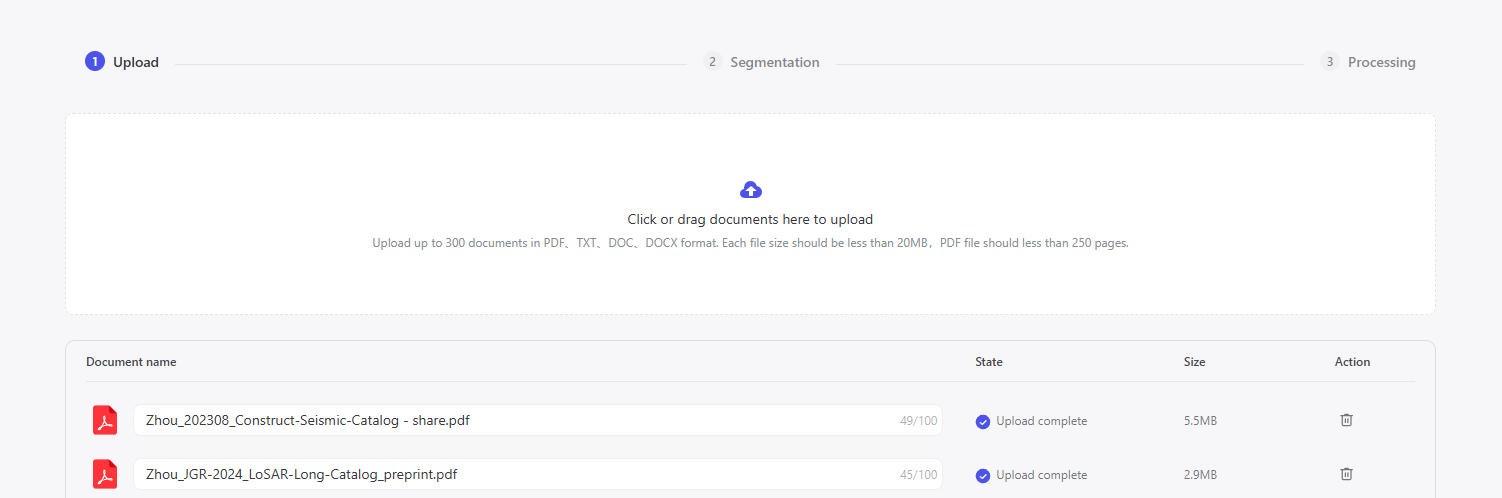 1 Upload 2 Segmentation 3 Processing
Click or drag documents here to upload
Upload up to 300 documents in PDF、TXT、DOC、DOCX format. Each file size should be less than 20MB，PDF file should less than 250 pages.
Document name State Size Action
Zhou_202308_Construct-Seismic-Catalog - share.pdf 49/100 Upload complete 5.5MB
Zhou_JGR-2024_LoSAR-Long-Catalog_preprint.pdf 45/100 Upload complete 2.9MB